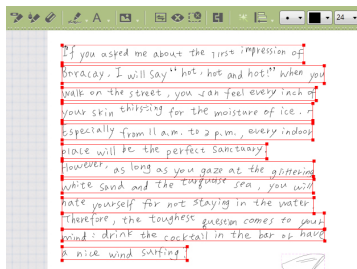 If you asked me about the first impression of
Boracay, I will say "hot, hot and hot!" When you
walk on the street, you can feel every inch of
your skin thirsting for the moisture of ice.
Especially from 11 a.m. to 2 p.m., every indoor
place will be the perfect sanctuary.
However, as long as you gaze at the glittering
white sand and the turquoise sea, you will
hate yourself for not staying in the water
Therefore, the toughest question comes to your
mind: drink the cocktail in the bar or have
a nice wind surfing.
24